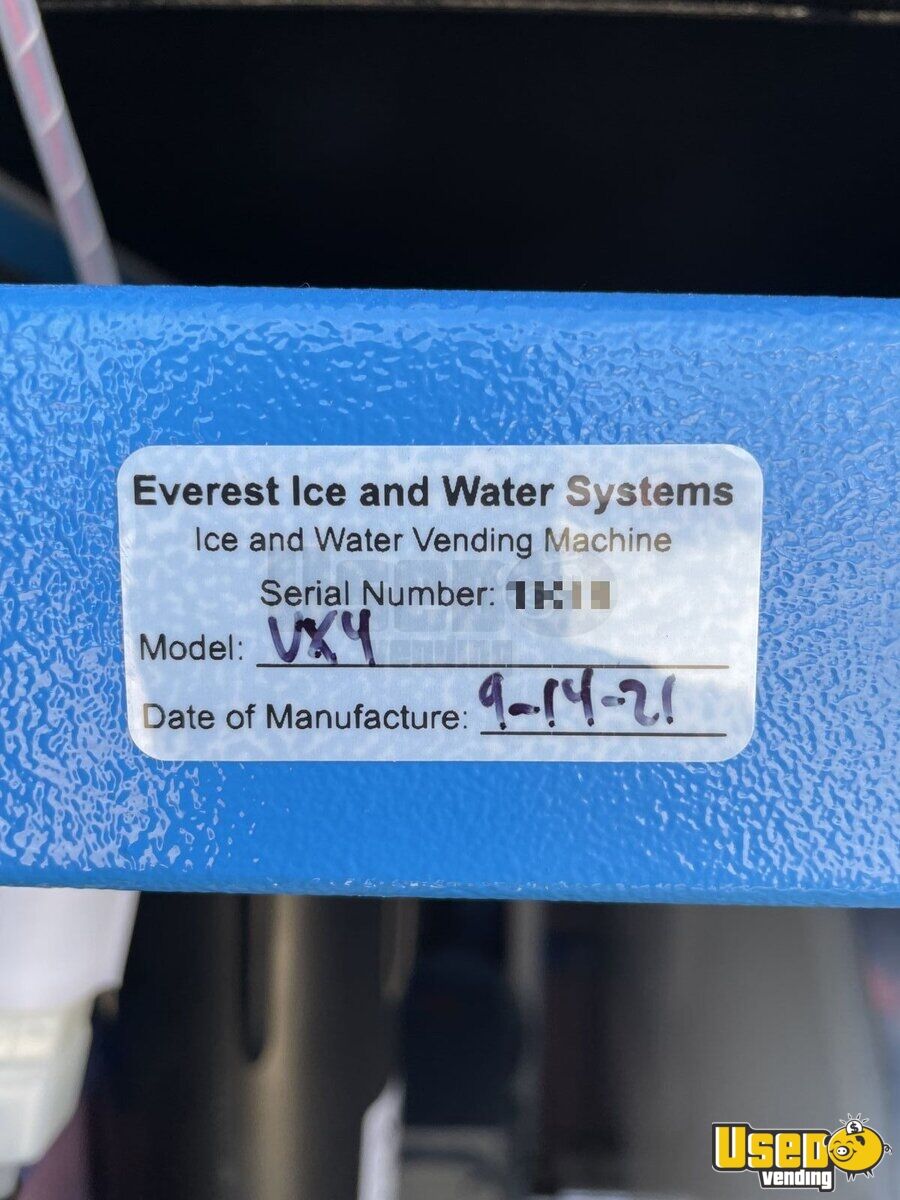 Everest Ice and Water Systems
Ice and Water Vending Machine
Serial Number:
Model: VX4
Date of Manufacture: 9-14-21
USED
vending